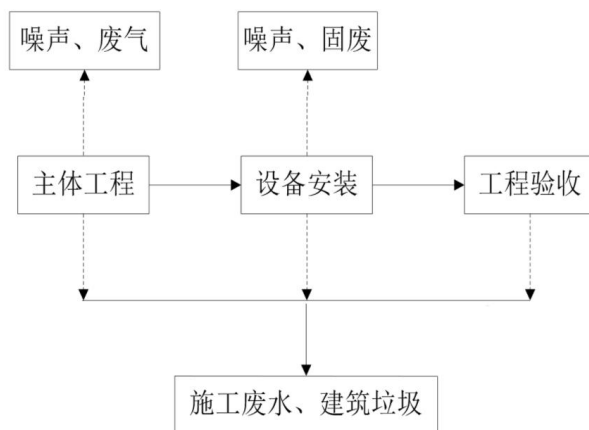 噪声、废气
噪声、固废
主体工程
设备安装
工程验收
施工废水、建筑垃圾